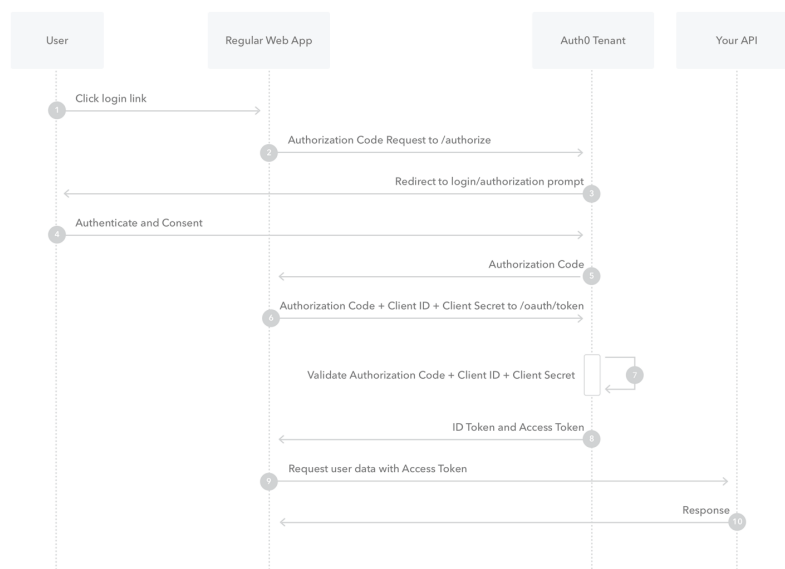 User
Regular Web App
Auth0 Tenant
Your API
Click login link
1
Authorization Code Request to /authorize
2
Redirect to login/authorization prompt
3
Authenticate and Consent
4
Authorization Code
5
Authorization Code + Client ID + Client Secret to /oauth/token
6
Validate Authorization Code + Client ID + Client Secret
7
ID Token and Access Token
8
Request user data with Access Token
9
Response
10